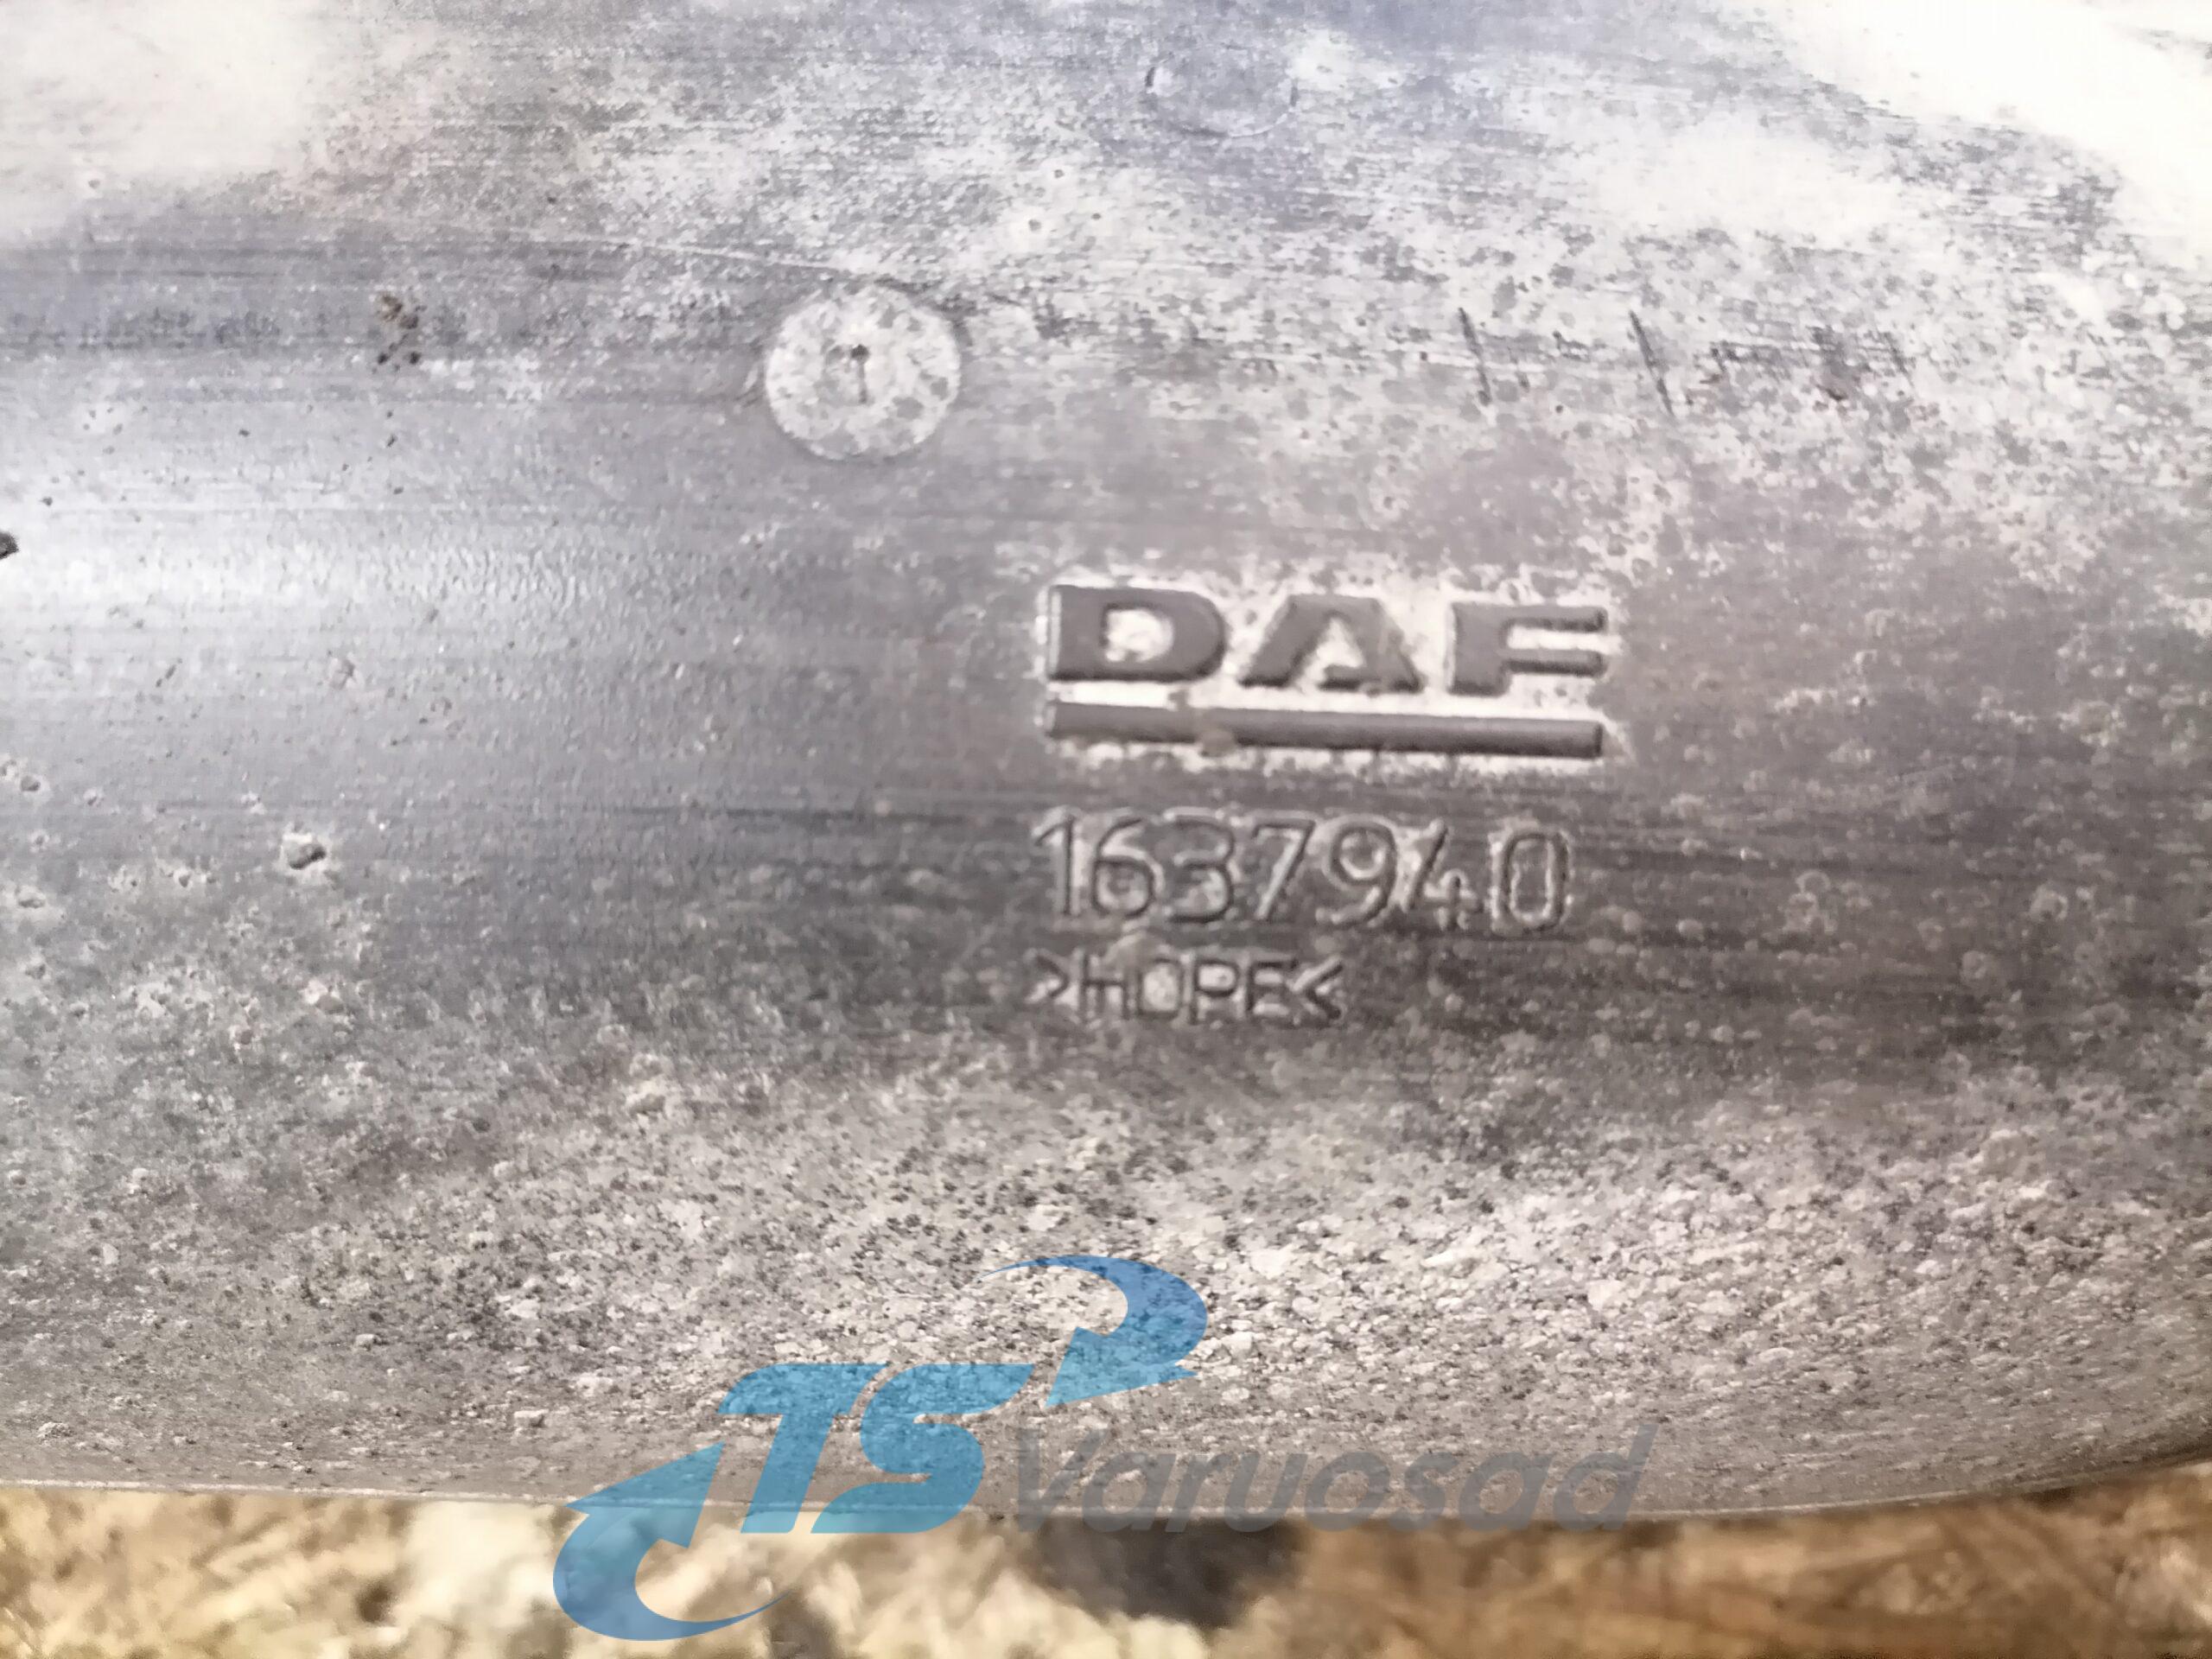 DAF
1637940
>HDPE<
TS Varuosad